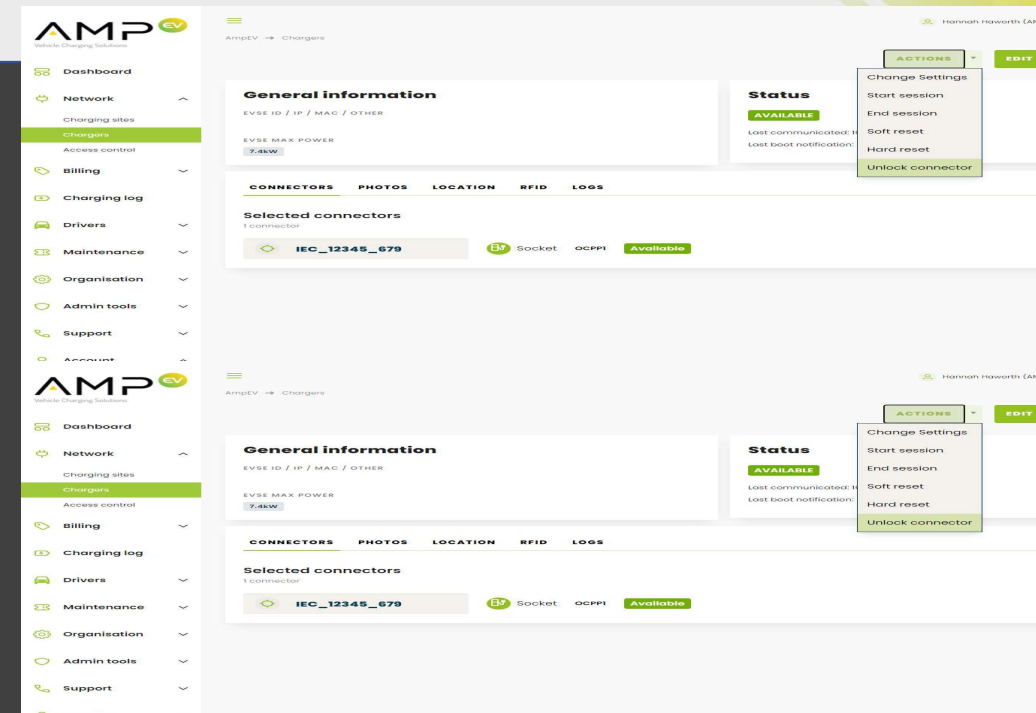 AMP EV
Vehicle Charging Solutions
Dashboard
Network
Charging sites
Chargers
Access control
Billing
Charging log
Drivers
Maintenance
Organisation
Admin tools
Support
Account
Hannah Haworth (AM
AmpEV → Chargers
ACTIONS
EDIT
Change Settings
Start session
End session
Soft reset
Hard reset
Unlock connector
General information
EVSE ID / IP / MAC / OTHER
EVSE MAX POWER
7.4kW
Status
AVAILABLE
Last communicated: 1
Last boot notification:
CONNECTORS PHOTOS LOCATION RFID LOGS
Selected connectors
1 connector
IEC_12345_679 Socket OCPP1 Available
AMP EV
Vehicle Charging Solutions
Dashboard
Network
Charging sites
Chargers
Access control
Billing
Charging log
Drivers
Maintenance
Organisation
Admin tools
Support
Hannah Haworth (AM
AmpEV → Chargers
ACTIONS
EDIT
Change Settings
Start session
End session
Soft reset
Hard reset
Unlock connector
General information
EVSE ID / IP / MAC / OTHER
EVSE MAX POWER
7.4kW
Status
AVAILABLE
Last communicated: 1
Last boot notification:
CONNECTORS PHOTOS LOCATION RFID LOGS
Selected connectors
1 connector
IEC_12345_679 Socket OCPP1 Available